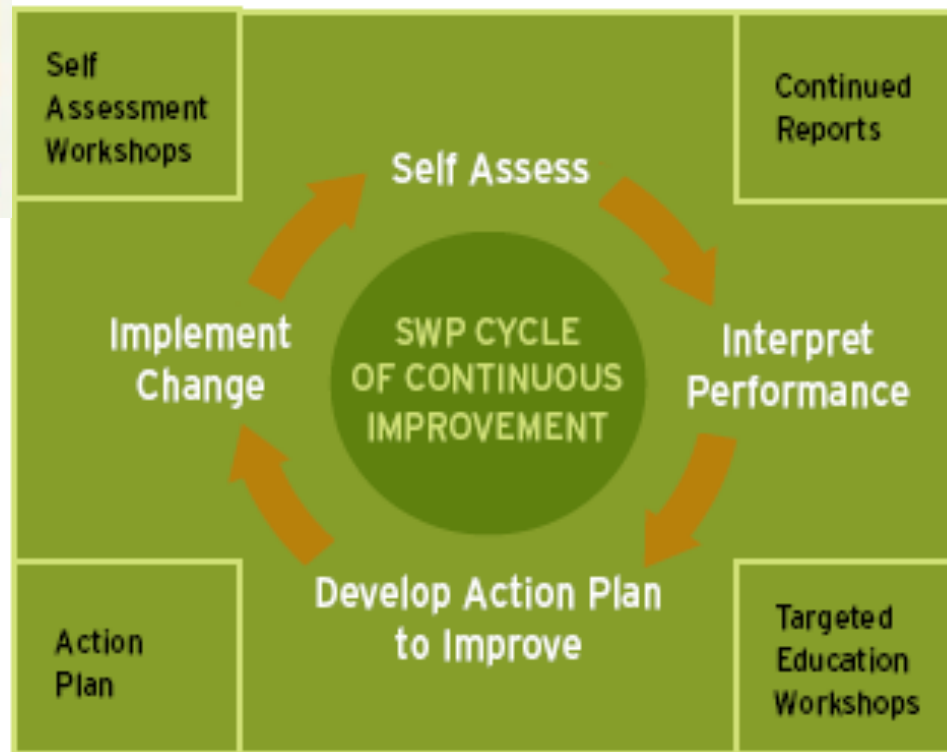 Self
Assessment
Workshops
Continued
Reports
Self Assess
Implement
Change
SWP CYCLE
OF CONTINUOUS
IMPROVEMENT
Interpret
Performance
Develop Action Plan
to Improve
Action
Plan
Targeted
Education
Workshops